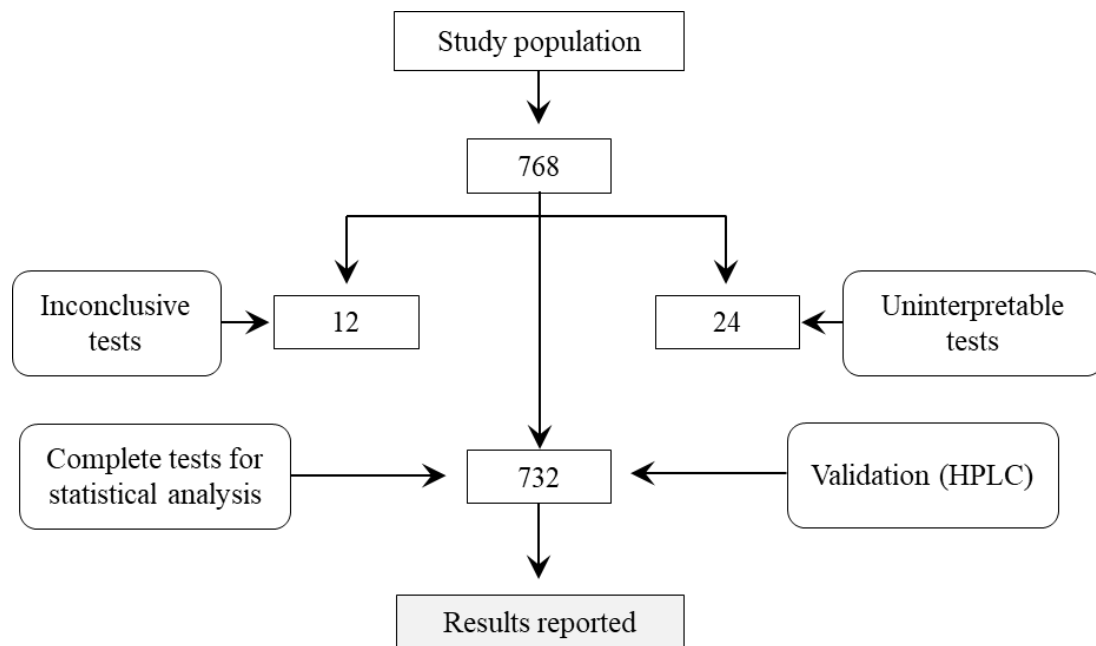 Study population
768
Inconclusive
tests
12
24
Uninterpretable
tests
Complete tests for
statistical analysis
732
Validation (HPLC)
Results reported